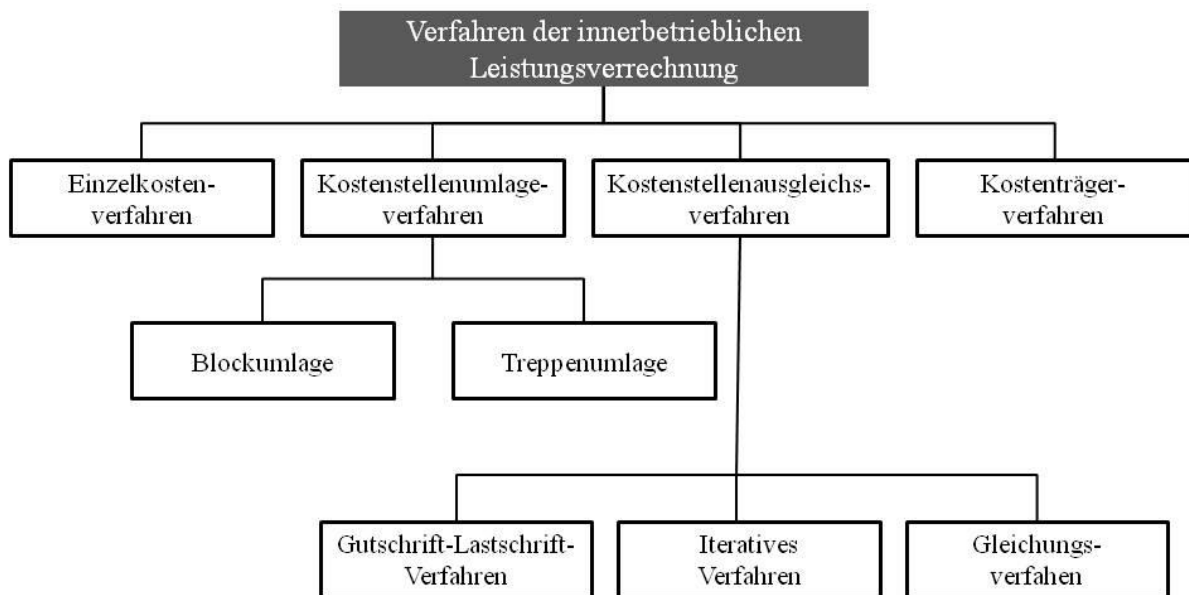 Verfahren der innerbetrieblichen
Leistungsverrechnung
Einzelkosten-
verfahren
Kostenstellenumlage-
verfahren
Kostenstellenausgleichs-
verfahren
Kostenträger-
verfahren
Blockumlage
Treppenumlage
Gutschrift-Lastschrift-
Verfahren
Iteratives
Verfahren
Gleichungs-
verfahen